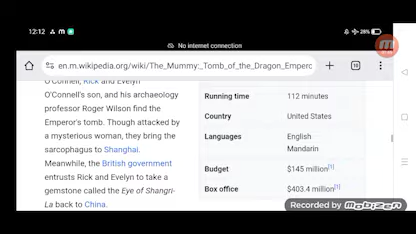 12:12
28%
No internet connection
en.m.wikipedia.org/wiki/The_Mummy:_Tomb_of_the_Dragon_Emperc
10
O'Connell, Rick and Evelyn
O'Connell's son, and his archaeology
professor Roger Wilson find the
Emperor's tomb. Though attacked by
a mysterious woman, they bring the
sarcophagus to Shanghai.
Meanwhile, the British government
entrusts Rick and Evelyn to take a
gemstone called the Eye of Shangri-
La back to China.
Running time 112 minutes
Country United States
Languages English
Mandarin
Budget $145 million[1]
Box office $403.4 million[1]
Recorded by mobizen